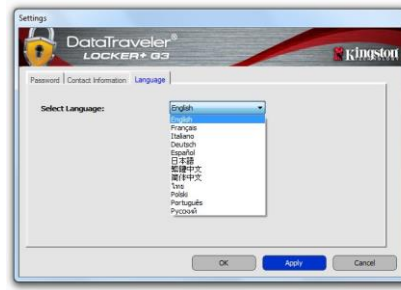 Settings
DataTraveler®
LOCKER+ G3
Kingston
Password Contact Information Language
Select Language:
English
English
Français
Italiano
Deutsch
Español
日本語
繁體中文
简体中文
ไทย
Polski
Português
Русский
OK Apply Cancel